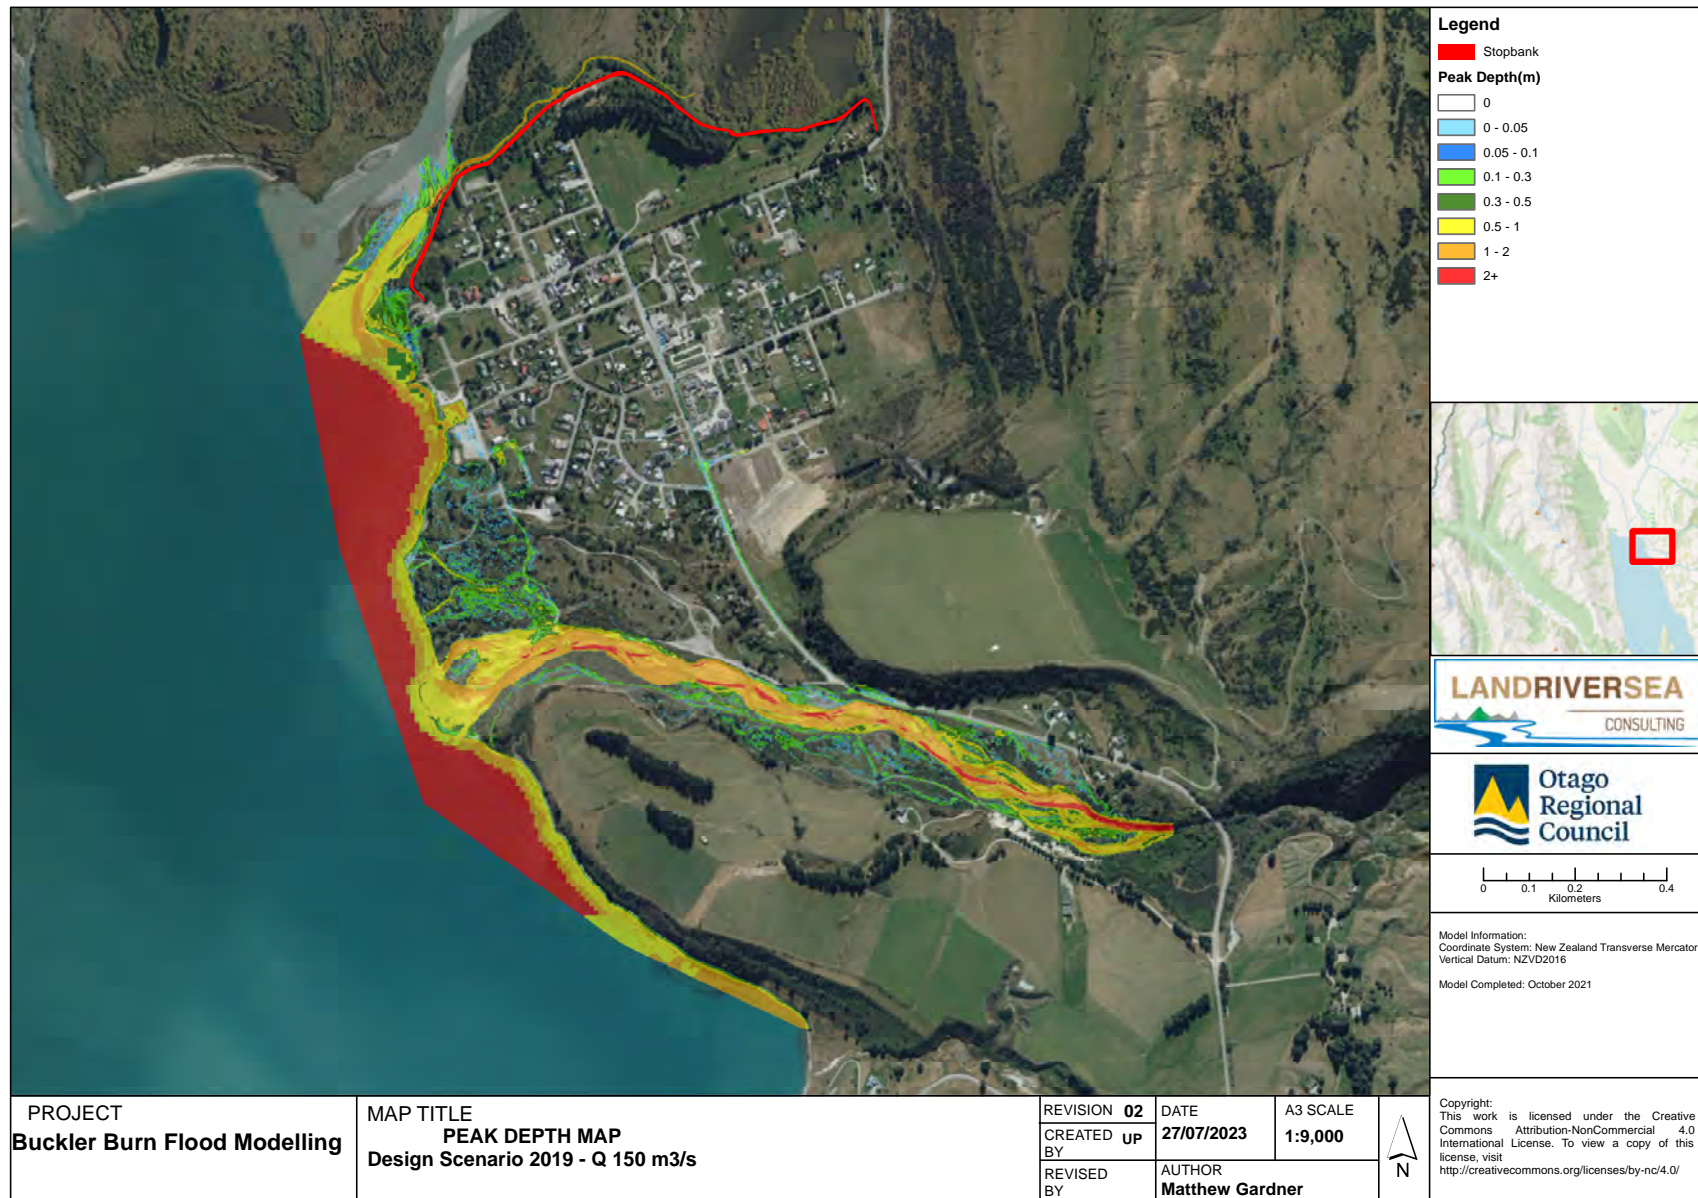 Legend
Stopbank
Peak Depth(m)
0
0 - 0.05
0.05 - 0.1
0.1 - 0.3
0.3 - 0.5
0.5 - 1
1 - 2
2+
LANDRIVERSEA
CONSULTING
Otago
Regional
Council
0 0.1 0.2 0.4
Kilometers
Model Information:
Coordinate System: New Zealand Transverse Mercator
Vertical Datum: NZVD2016
Model Completed: October 2021
Copyright:
This work is licensed under the Creative
Commons Attribution-NonCommercial 4.0
International License. To view a copy of this
license, visit
http://creativecommons.org/licenses/by-nc/4.0/
PROJECT
Buckler Burn Flood Modelling
MAP TITLE
PEAK DEPTH MAP
Design Scenario 2019 - Q 150 m3/s
REVISION 02
CREATED BY UP
REVISED
BY
DATE
27/07/2023
A3 SCALE
1:9,000
AUTHOR
Matthew Gardner
N